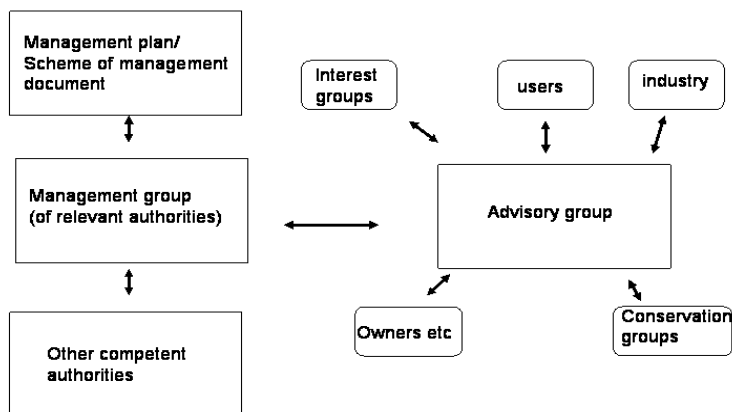 Management plan/
Scheme of management
document
Interest
groups
users
industry
Management group
(of relevant authorities)
Advisory group
Other competent
authorities
Owners etc
Conservation
groups